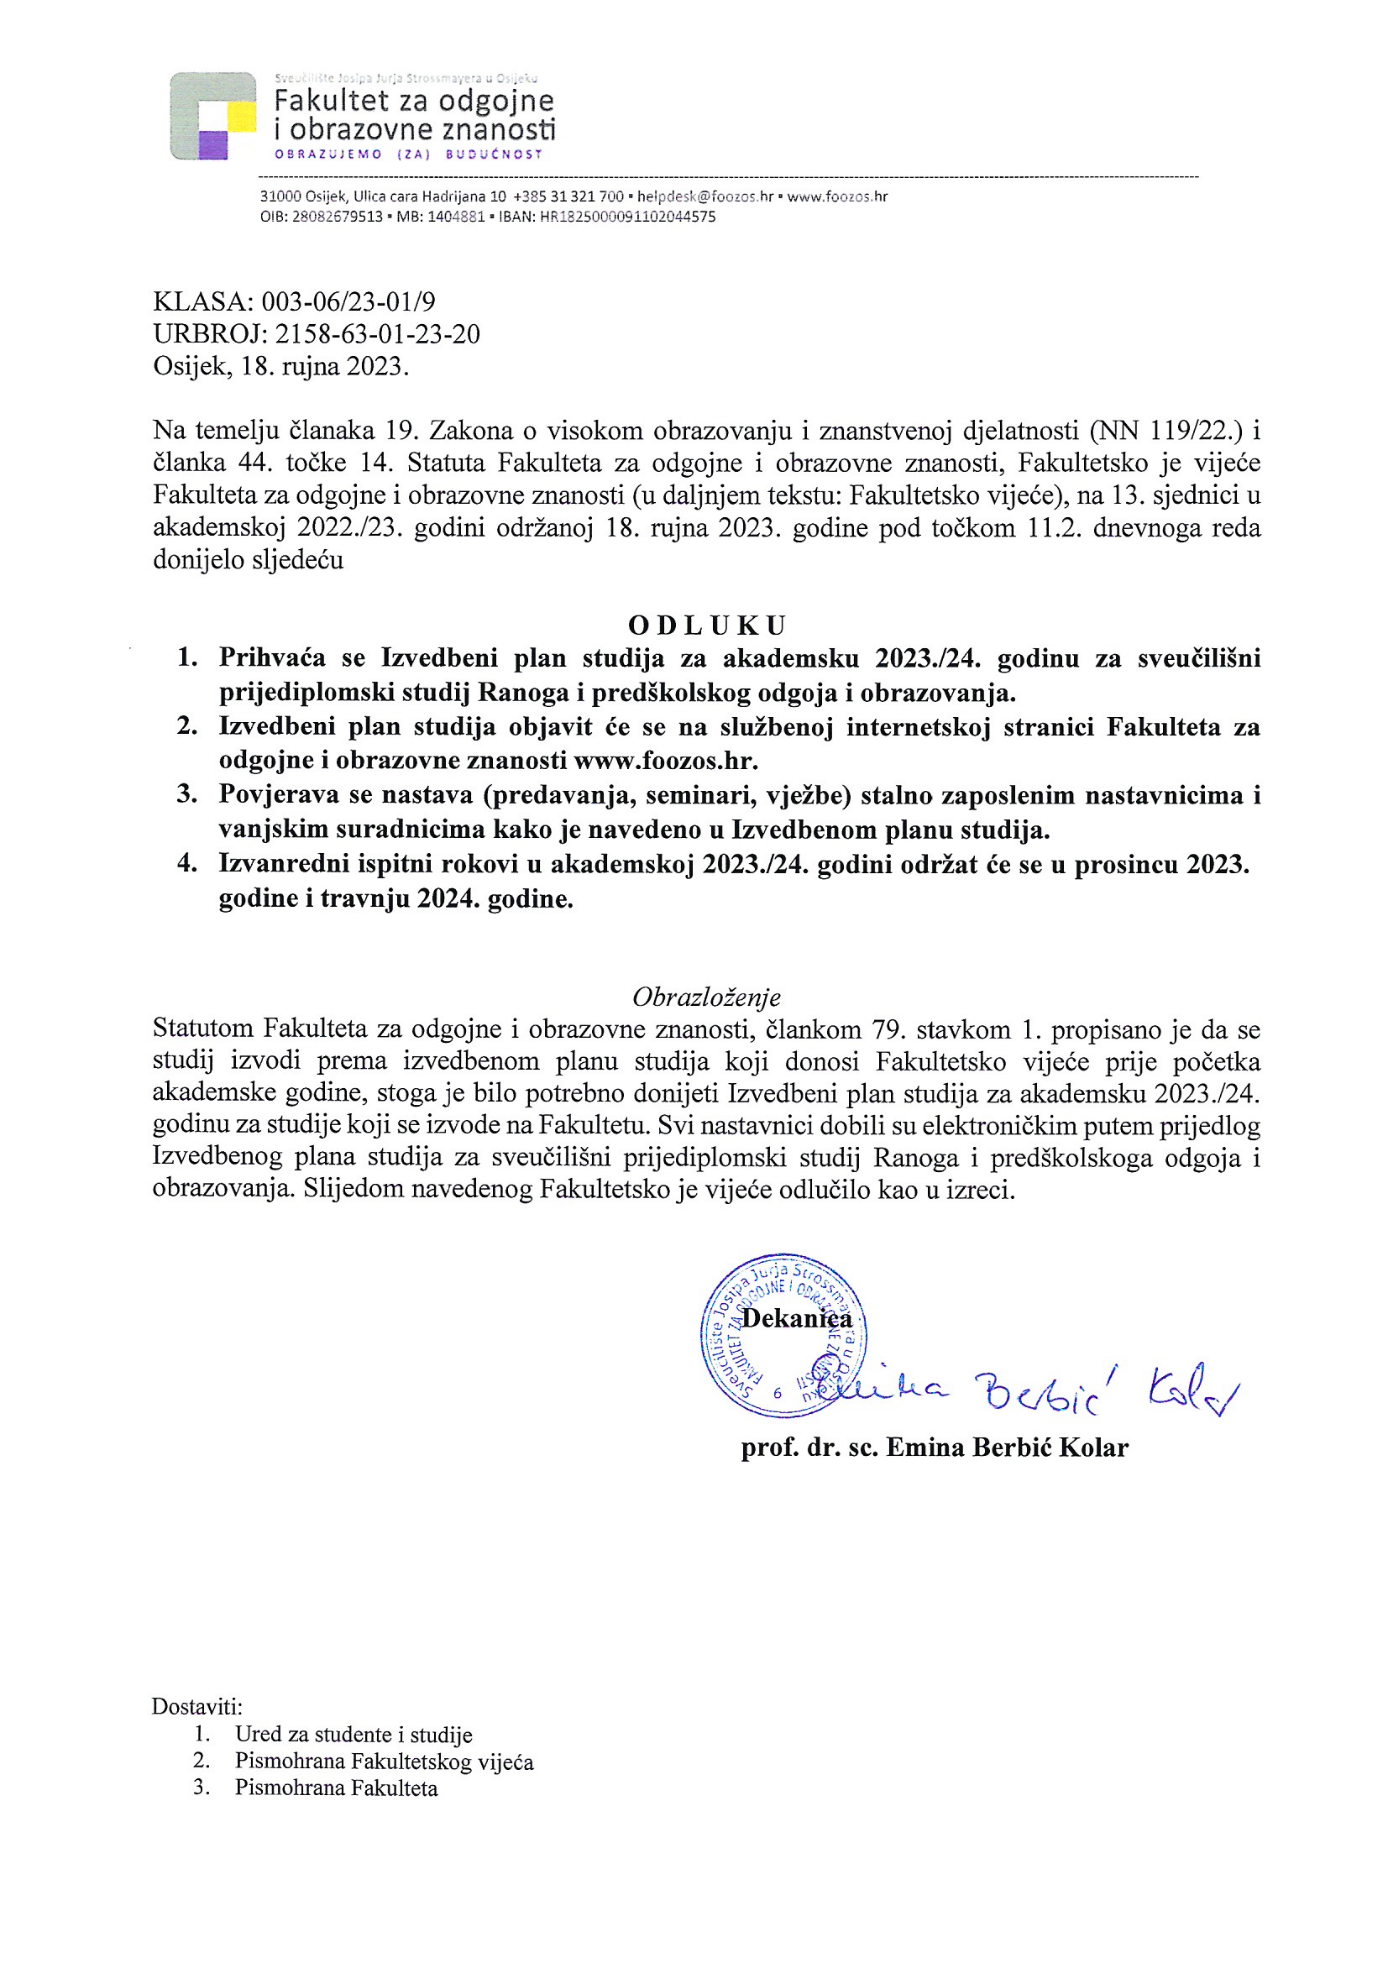 Sveučilište Josipa Jurja Strossmayera u Osijeku
Fakultet za odgojne
i obrazovne znanosti
OBRAZUJEMO (ZA) BUDUĆNOST
31000 Osijek, Ulica cara Hadrijana 10 +385 31 321 700 ▪ helpdesk@foozos.hr ▪ www.foozos.hr
OIB: 28082679513 ▪ MB: 1404881 ▪ IBAN: HR1825000091102044575
KLASA: 003-06/23-01/9
URBROJ: 2158-63-01-23-20
Osijek, 18. rujna 2023.
Na temelju članaka 19. Zakona o visokom obrazovanju i znanstvenoj djelatnosti (NN 119/22.) i
članka 44. točke 14. Statuta Fakulteta za odgojne i obrazovne znanosti, Fakultetsko je vijeće
Fakulteta za odgojne i obrazovne znanosti (u daljnjem tekstu: Fakultetsko vijeće), na 13. sjednici u
akademskoj 2022./23. godini održanoj 18. rujna 2023. godine pod točkom 11.2. dnevnoga reda
donijelo sljedeću
O D L U K U
1. Prihvaća se Izvedbeni plan studija za akademsku 2023./24. godinu za sveučilišni
prijediplomski studij Ranoga i predškolskog odgoja i obrazovanja.
2. Izvedbeni plan studija objavit će se na službenoj internetskoj stranici Fakulteta za
odgojne i obrazovne znanosti www.foozos.hr.
3. Povjerava se nastava (predavanja, seminari, vježbe) stalno zaposlenim nastavnicima i
vanjskim suradnicima kako je navedeno u Izvedbenom planu studija.
4. Izvanredni ispitni rokovi u akademskoj 2023./24. godini održat će se u prosincu 2023.
godine i travnju 2024. godine.
Obrazloženje
Statutom Fakulteta za odgojne i obrazovne znanosti, člankom 79. stavkom 1. propisano je da se
studij izvodi prema izvedbenom planu studija koji donosi Fakultetsko vijeće prije početka
akademske godine, stoga je bilo potrebno donijeti Izvedbeni plan studija za akademsku 2023./24.
godinu za studije koji se izvode na Fakultetu. Svi nastavnici dobili su elektroničkim putem prijedlog
Izvedbenog plana studija za sveučilišni prijediplomski studij Ranoga i predškolskoga odgoja i
obrazovanja. Slijedom navedenog Fakultetsko je vijeće odlučilo kao u izreci.
Sveučilište Josipa Jurja Strossmayera u Osijeku
FAKULTET ZA ODGOJNE I OBRAZOVNE ZNANOSTI
9
Dekanica
Emina Berbić Kolar
prof. dr. sc. Emina Berbić Kolar
Dostaviti:
1. Ured za studente i studije
2. Pismohrana Fakultetskog vijeća
3. Pismohrana Fakulteta